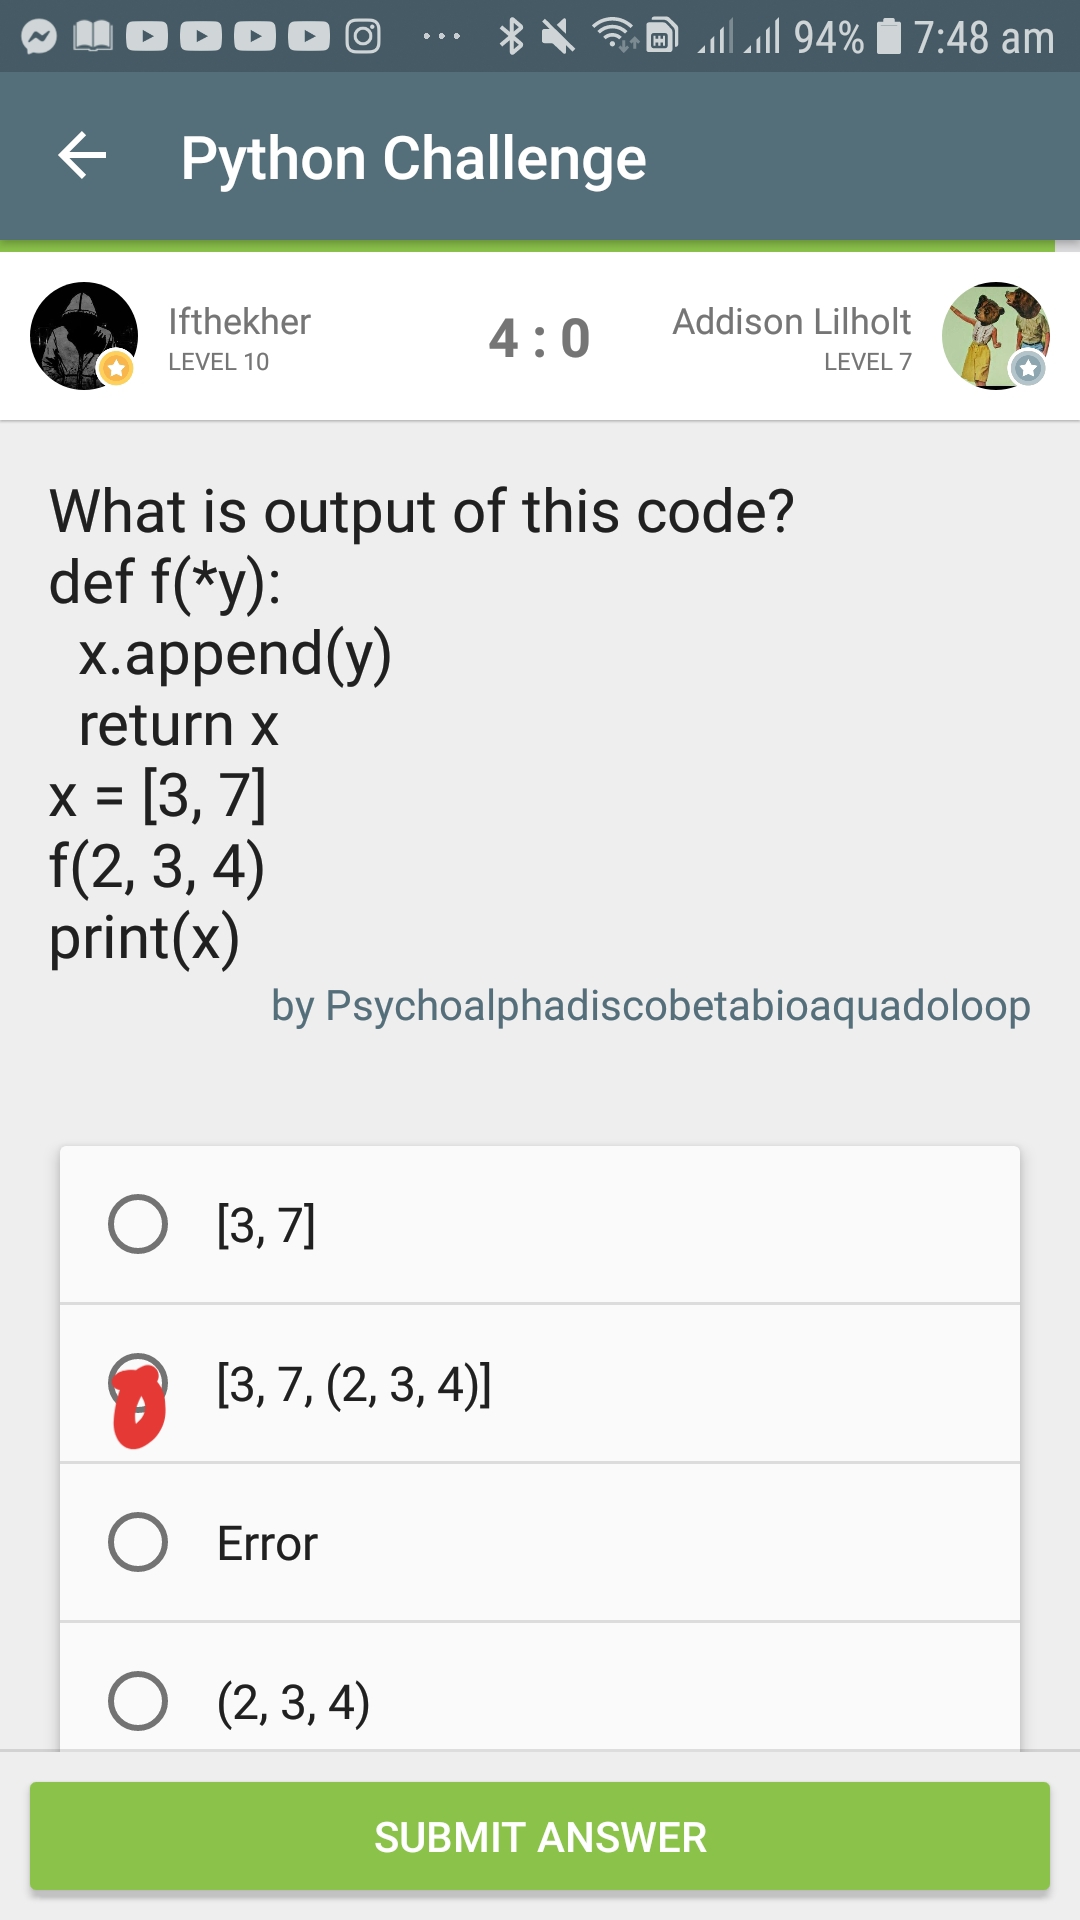 94% 7:48 am
Python Challenge
Ifthekher
LEVEL 10
4 : 0
Addison Lilholt
LEVEL 7
What is output of this code?
def f(*y):
  x.append(y)
  return x
x = [3, 7]
f(2, 3, 4)
print(x)
by Psychoalphadiscobetabioaquadoloop
[3, 7]
[3, 7, (2, 3, 4)]
Error
(2, 3, 4)
SUBMIT ANSWER